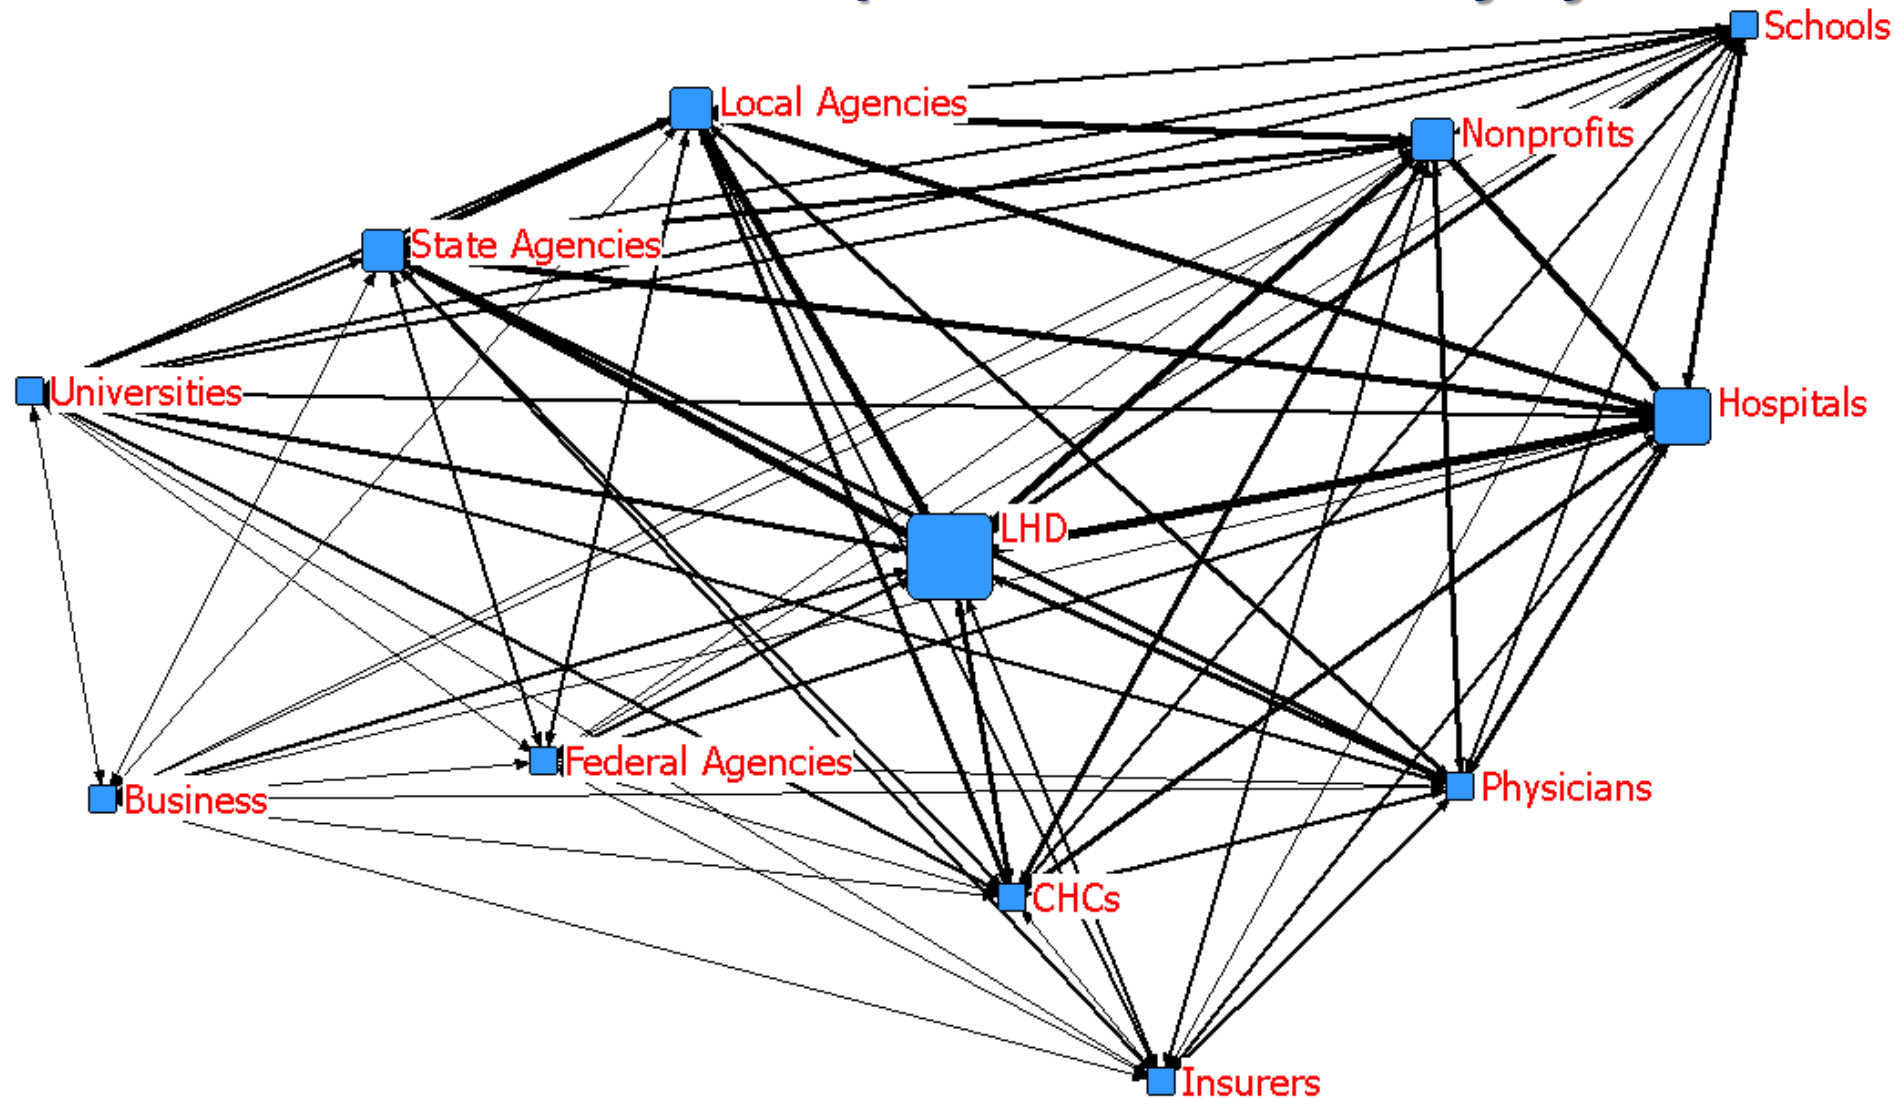 Schools
Local Agencies
Nonprofits
State Agencies
Universities
Hospitals
LHD
Federal Agencies
Physicians
Business
CHCs
Insurers